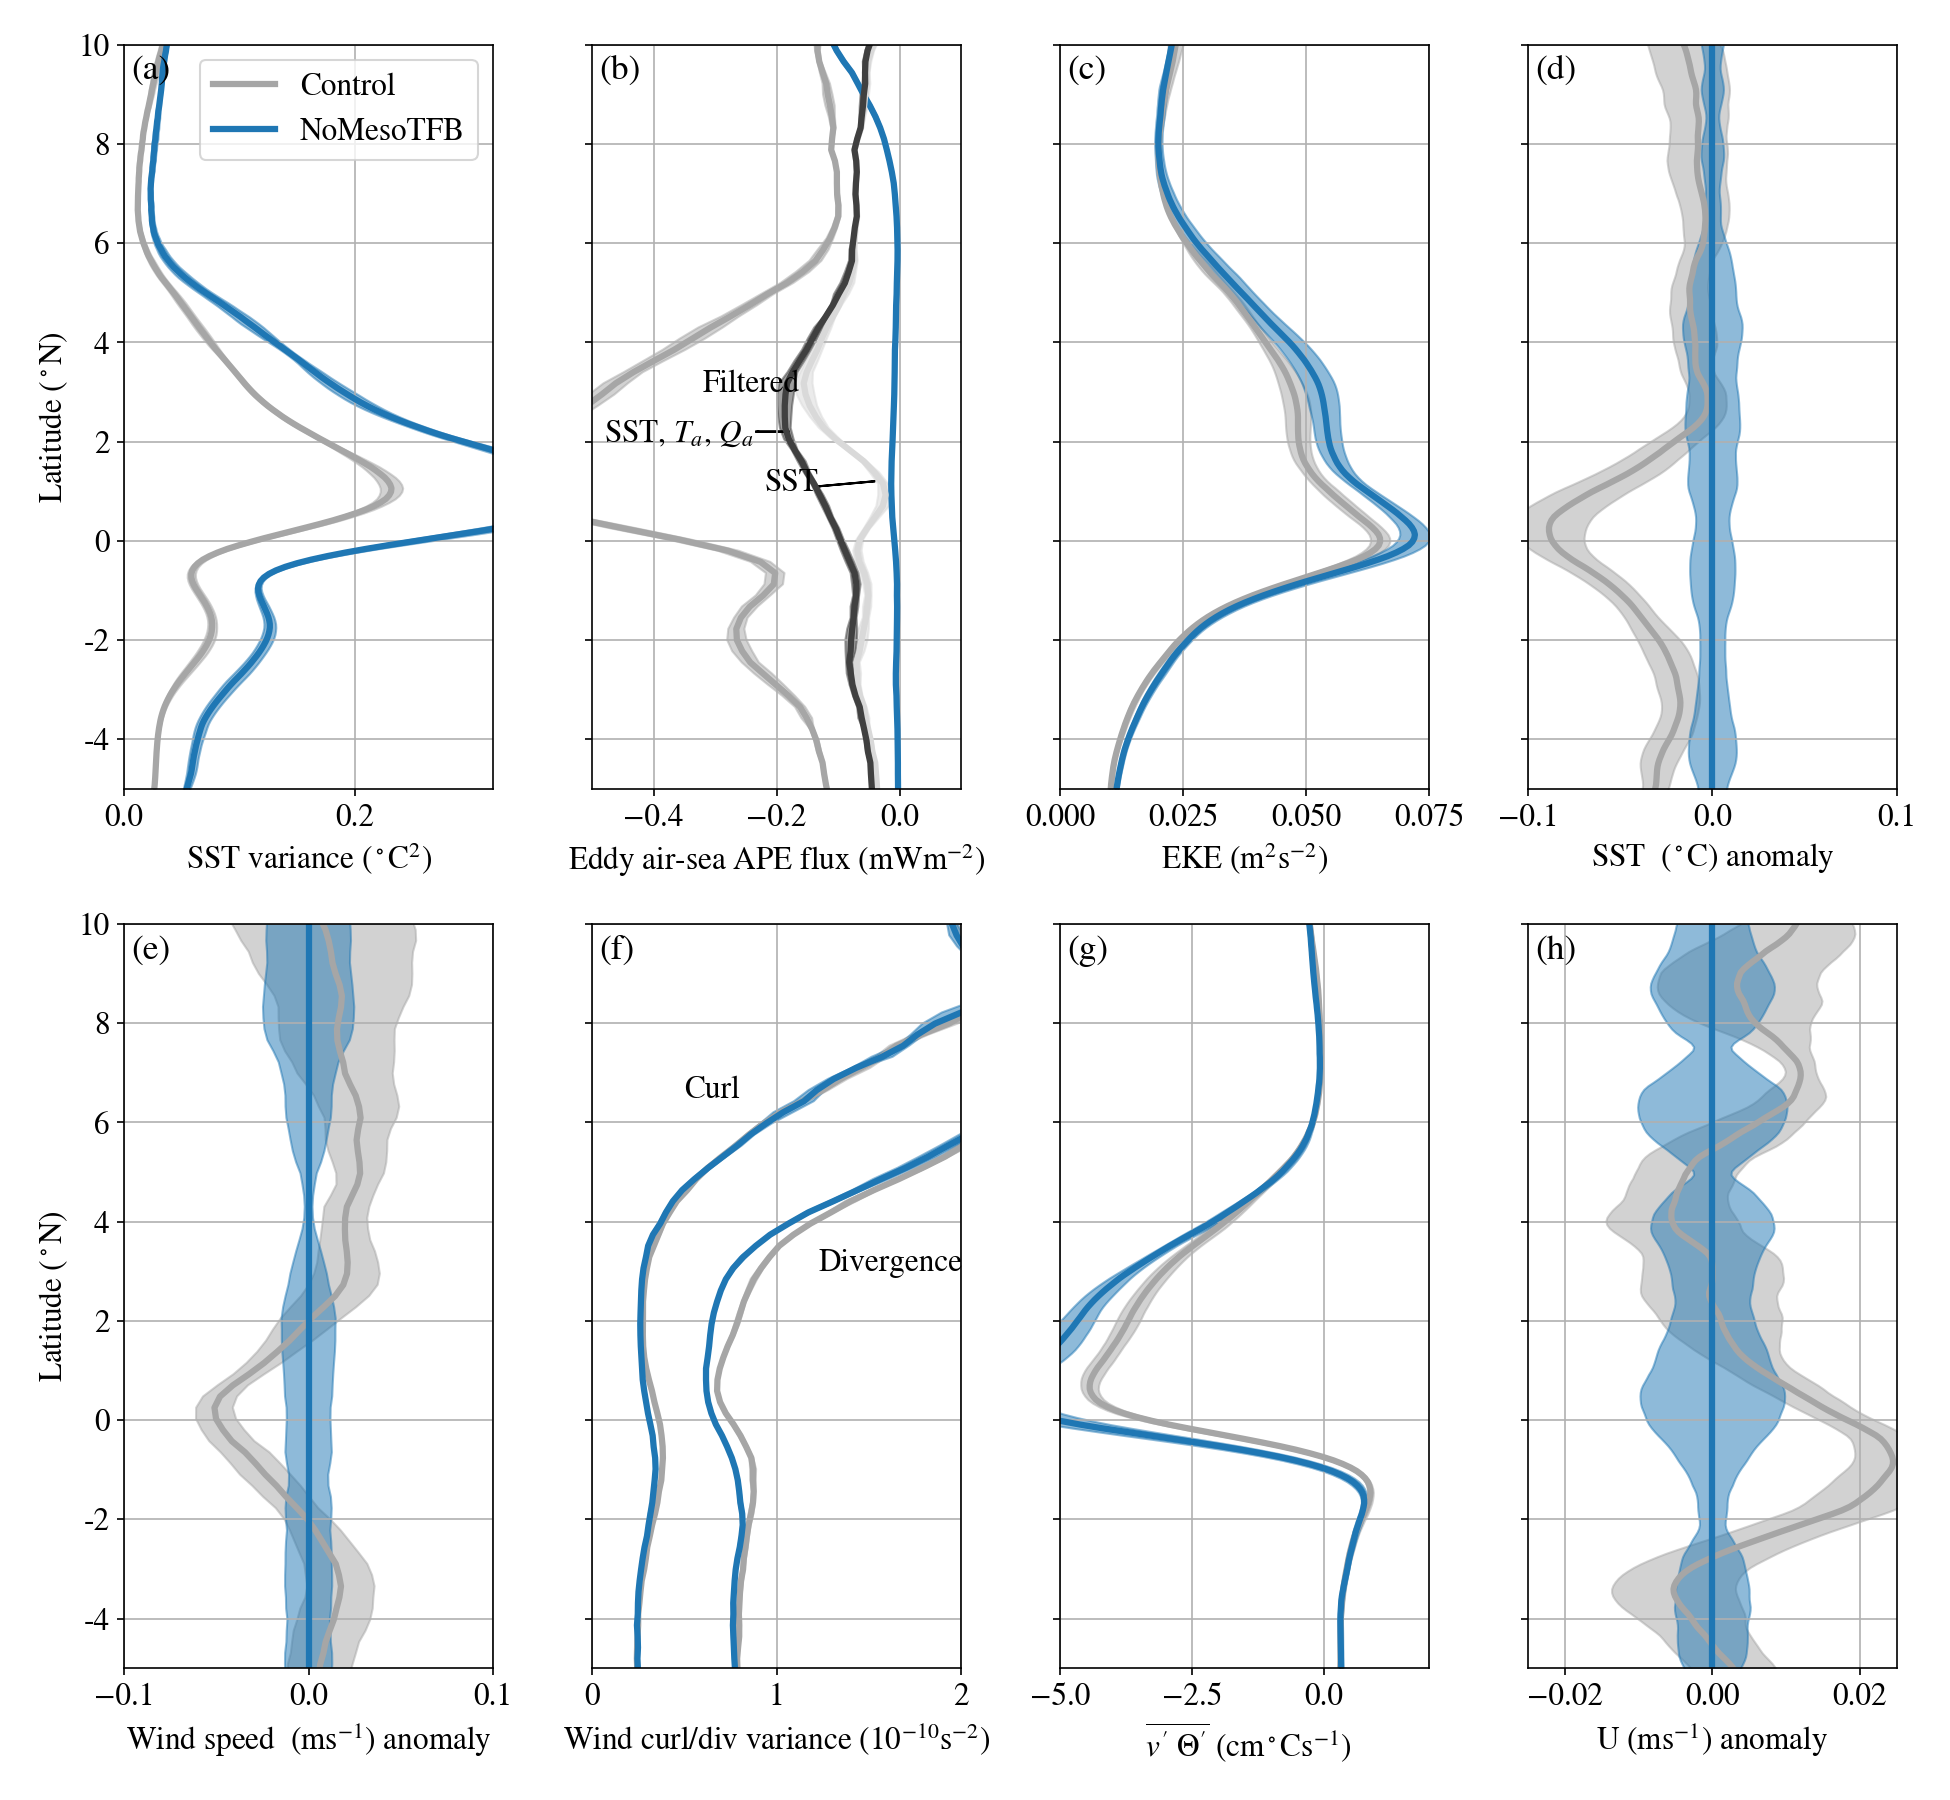 (a)
Control
NoMesoTFB
10
8
6
4
2
0
-2
-4
Latitude (°N)
0.0 0.2
SST variance (°C²)
(b)
Filtered
SST, Tₐ, Qₐ
SST
−0.4 −0.2 0.0
Eddy air-sea APE flux (mWm⁻²)
(c)
0.000 0.025 0.050 0.075
EKE (m²s⁻²)
(d)
−0.1 0.0 0.1
SST (°C) anomaly
(e)
10
8
6
4
2
0
-2
-4
Latitude (°N)
−0.1 0.0 0.1
Wind speed (ms⁻¹) anomaly
(f)
Curl
Divergence
0 1 2
Wind curl/div variance (10⁻¹⁰s⁻²)
(g)
−5.0 −2.5 0.0
v′ Θ′ (cm°Cs⁻¹)
(h)
−0.02 0.00 0.02
U (ms⁻¹) anomaly